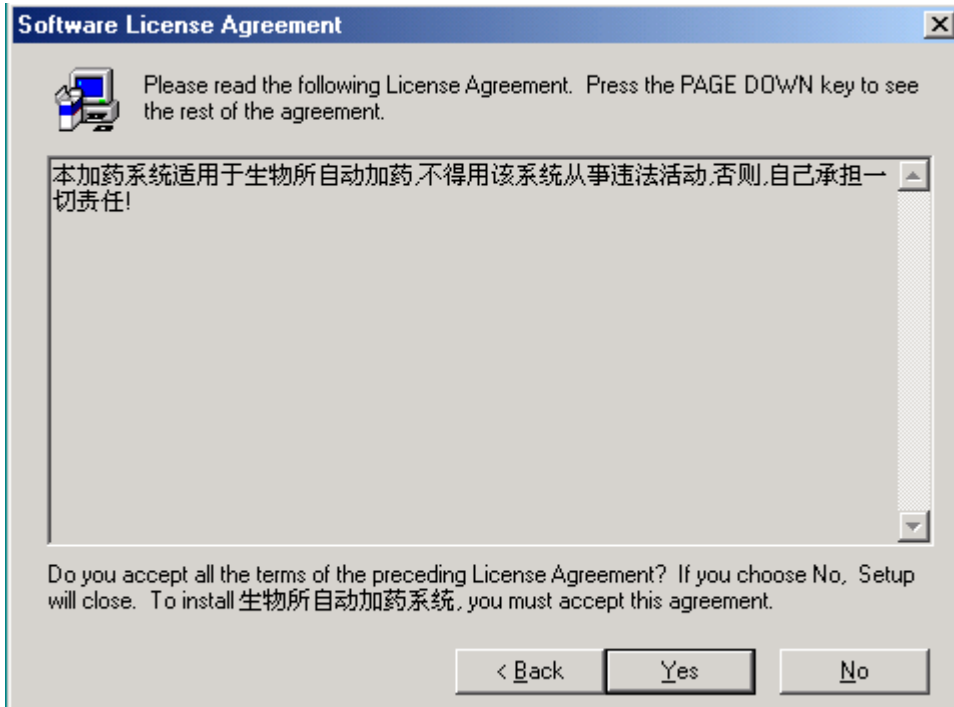 Software License Agreement
Please read the following License Agreement. Press the PAGE DOWN key to see
the rest of the agreement.
本加药系统适用于生物所自动加药,不得用该系统从事违法活动,否则,自己承担一
切责任!
Do you accept all the terms of the preceding License Agreement? If you choose No, Setup
will close. To install 生物所自动加药系统, you must accept this agreement.
< Back
Yes
No